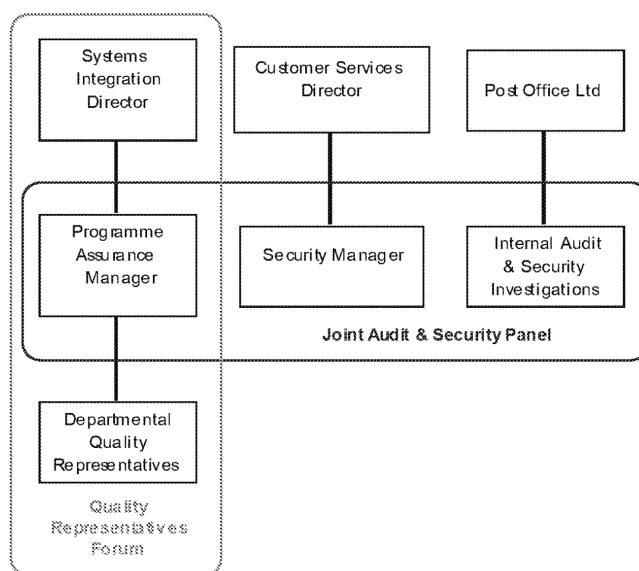 Systems
Integration
Director
Customer Services
Director
Post Office Ltd
Programme
Assurance
Manager
Security Manager
Internal Audit
& Security
Investigations
Joint Audit & Security Panel
Departmental
Quality
Representatives
Quality
Representatives
Forum